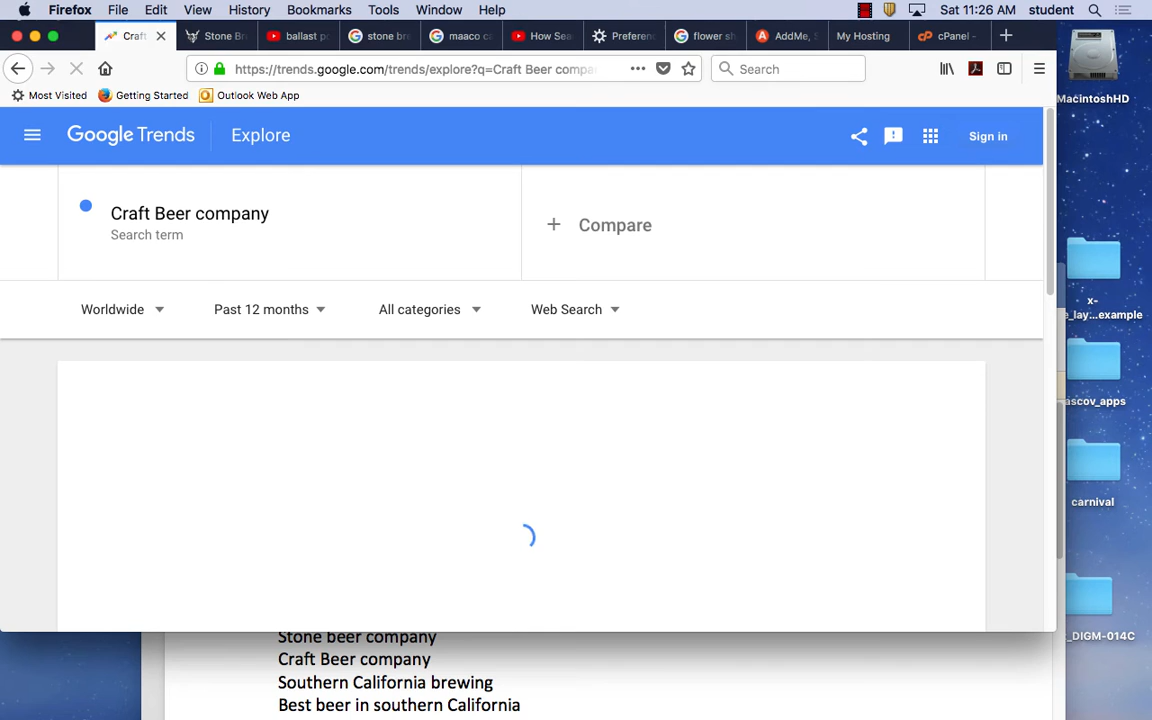 Firefox File Edit View History Bookmarks Tools Window Help Sat 11:26 AM student
Craft Stone Br ballast po stone bre maaco ca How Sea Preferen flower sh AddMe, S My Hosting cPanel -
https://trends.google.com/trends/explore?q=Craft Beer compa Search
Most Visited Getting Started Outlook Web App
MacintoshHD
Google Trends Explore Sign in
Craft Beer company
Search term
+ Compare
Worldwide Past 12 months All categories Web Search
x-
e_lay...example
ascov_apps
carnival
_DIGM-014C
Stone beer company
Craft Beer company
Southern California brewing
Best beer in southern California